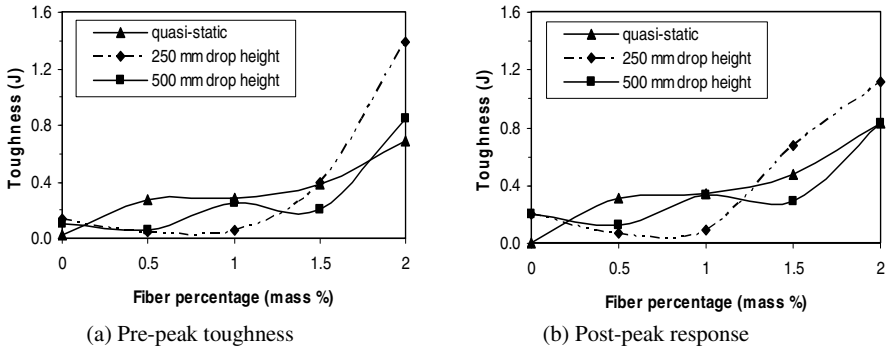 1.6
1.2
0.8
0.4
0.0
Toughness (J)
quasi-static
250 mm drop height
500 mm drop height
0 0.5 1 1.5 2
Fiber percentage (mass %)
(a) Pre-peak toughness
1.6
1.2
0.8
0.4
0.0
Toughness (J)
quasi-static
250 mm drop height
500 mm drop height
0 0.5 1 1.5 2
Fiber percentage (mass %)
(b) Post-peak response